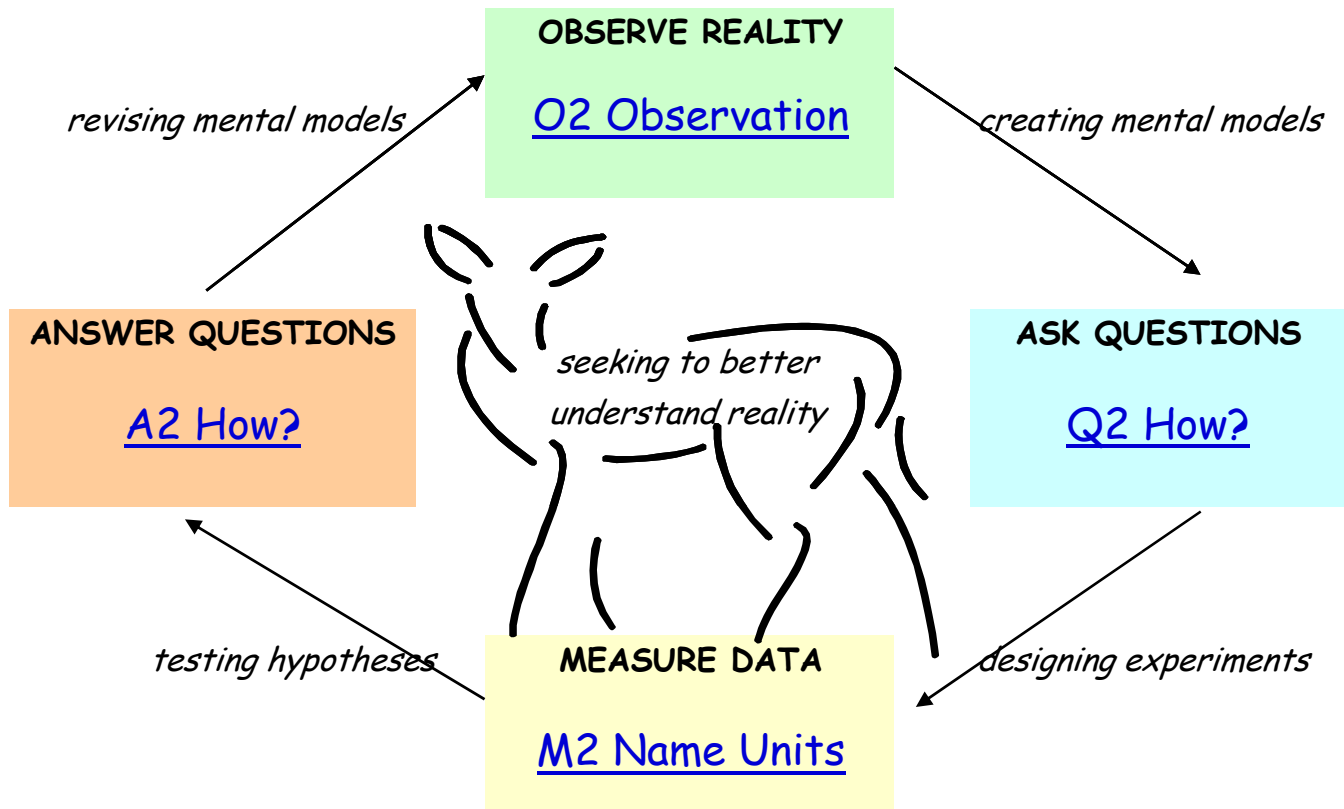 OBSERVE REALITY
O2 Observation
revising mental models
creating mental models
ANSWER QUESTIONS
A2 How?
seeking to better
understand reality
ASK QUESTIONS
Q2 How?
testing hypotheses
MEASURE DATA
M2 Name Units
designing experiments